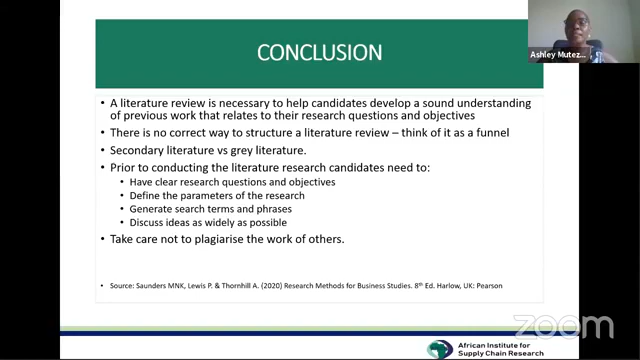 CONCLUSION
Ashley Mutez...
• A literature review is necessary to help candidates develop a sound understanding
of previous work that relates to their research questions and objectives
• There is no correct way to structure a literature review – think of it as a funnel
• Secondary literature vs grey literature.
• Prior to conducting the literature research candidates need to:
• Have clear research questions and objectives
• Define the parameters of the research
• Generate search terms and phrases
• Discuss ideas as widely as possible
• Take care not to plagiarise the work of others.
• Source: Saunders MNK, Lewis P. & Thornhill A. (2020) Research Methods for Business Studies. 8th Ed. Harlow, UK: Pearson
zoom
African Institute for
Supply Chain Research